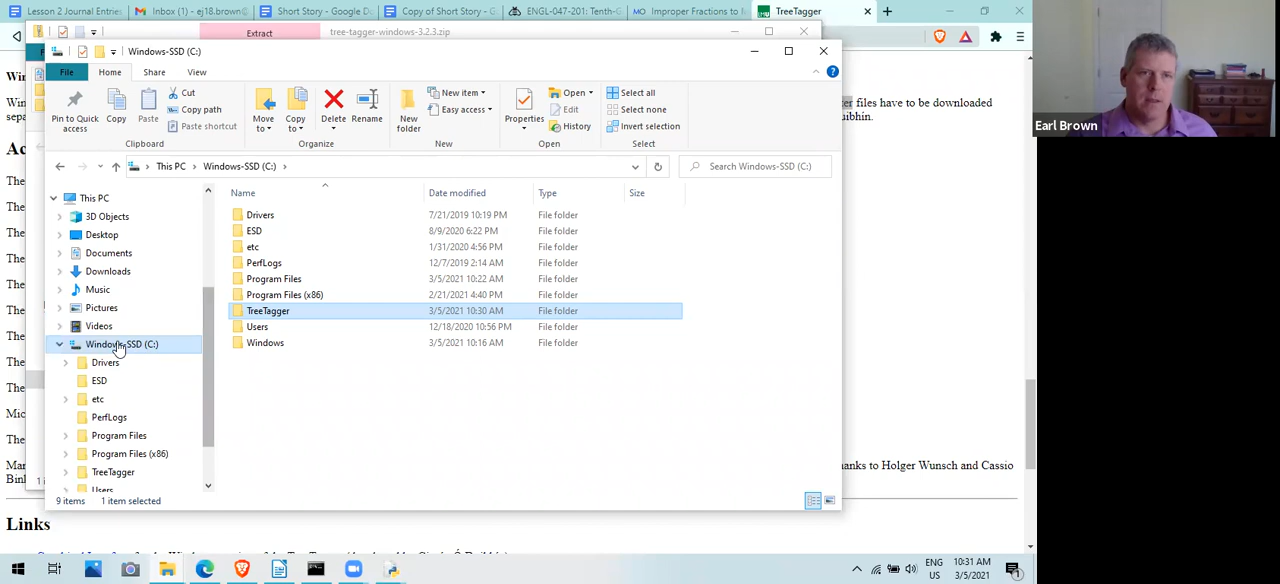 Lesson 2 Journal Entries
Inbox (1) - ej18.brown@
Short Story - Google Do
Copy of Short Story - G
ENGL-047-201: Tenth-G
MO Improper Fractions to M
TreeTagger
Extract
tree-tagger-windows-3.2.3.zip
Windows-SSD (C:)
File Home Share View
Pin to Quick access
Copy
Paste
Cut
Copy path
Paste shortcut
Clipboard
Move to
Copy to
Delete
Rename
Organize
New folder
New item
Easy access
New
Properties
Open
Edit
History
Open
Select all
Select none
Invert selection
Select
This PC > Windows-SSD (C:) >
Search Windows-SSD (C:)
Name Date modified Type Size
Drivers 7/21/2019 10:19 PM File folder
ESD 8/9/2020 6:22 PM File folder
etc 1/31/2020 4:56 PM File folder
PerfLogs 12/7/2019 2:14 AM File folder
Program Files 3/5/2021 10:22 AM File folder
Program Files (x86) 2/21/2021 4:40 PM File folder
TreeTagger 3/5/2021 10:30 AM File folder
Users 12/18/2020 10:56 PM File folder
Windows 3/5/2021 10:16 AM File folder
This PC
3D Objects
Desktop
Documents
Downloads
Music
Pictures
Videos
Windows-SSD (C:)
Drivers
ESD
etc
PerfLogs
Program Files
Program Files (x86)
TreeTagger
Users
9 items 1 item selected
files have to be downloaded
anks to Holger Wunsch and Cassio
Links
Earl Brown
ENG
US
10:31 AM
3/5/2021